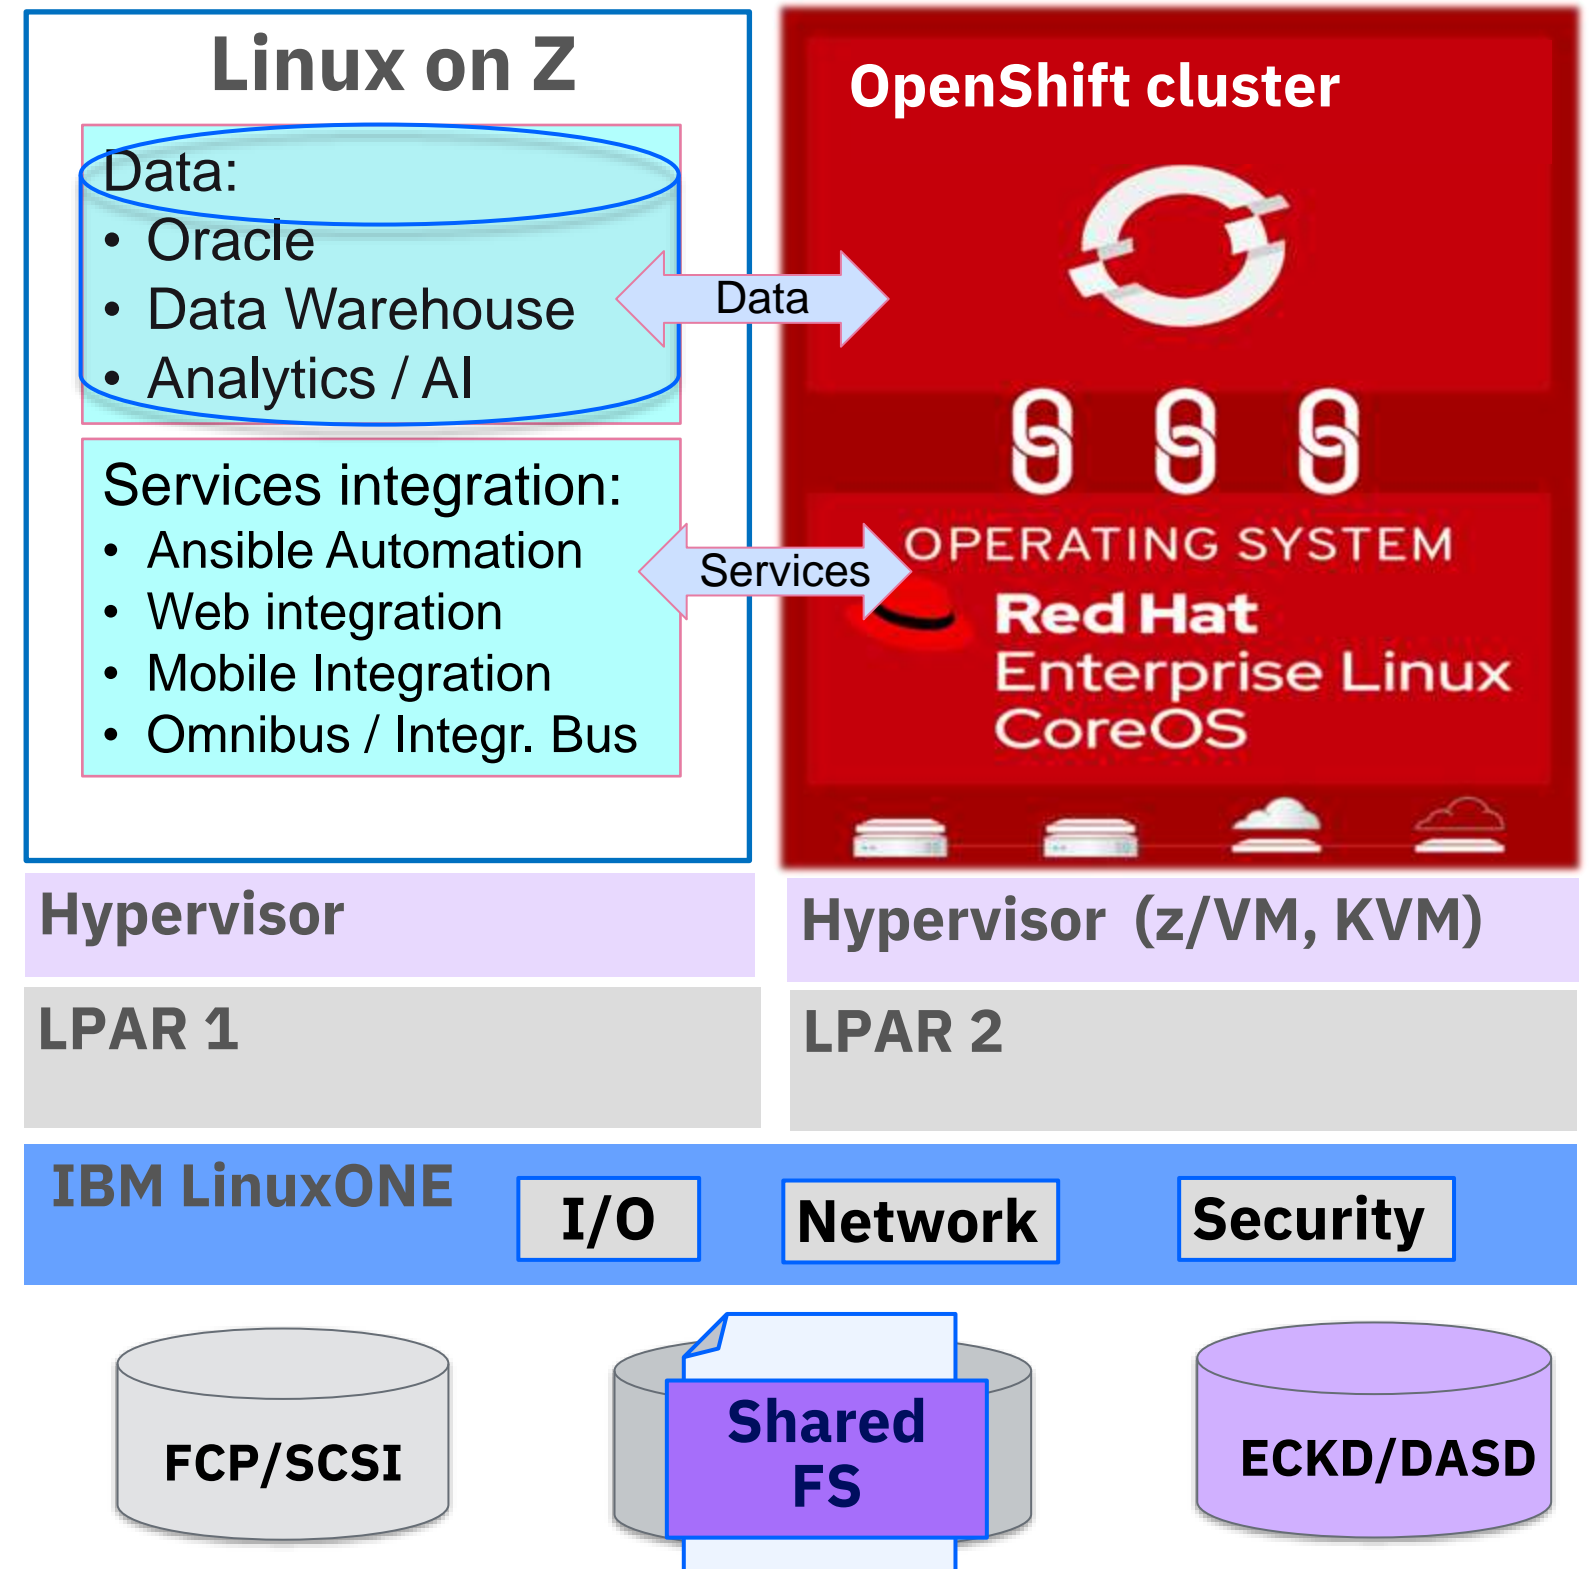 Linux on Z
Data:
• Oracle
• Data Warehouse
• Analytics / AI
Services integration:
• Ansible Automation
• Web integration
• Mobile Integration
• Omnibus / Integr. Bus
Data
Services
OpenShift cluster
OPERATING SYSTEM
Red Hat
Enterprise Linux
CoreOS
Hypervisor
Hypervisor (z/VM, KVM)
LPAR 1
LPAR 2
IBM LinuxONE
I/O
Network
Security
FCP/SCSI
Shared
FS
ECKD/DASD